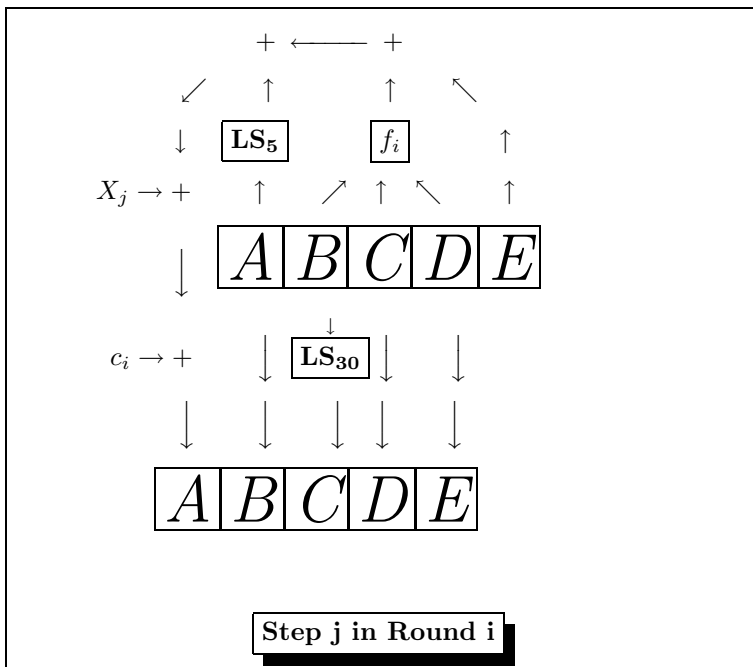 + ← +
↙ ↑ ↑ ↖
↓ LS₅ fᵢ ↑
Xⱼ → + ↑ ↗ ↑ ↖ ↑
A B C D E
↓
↓
cᵢ → + ↓ LS₃₀ ↓ ↓
↓ ↓ ↓ ↓ ↓
A B C D E
Step j in Round i